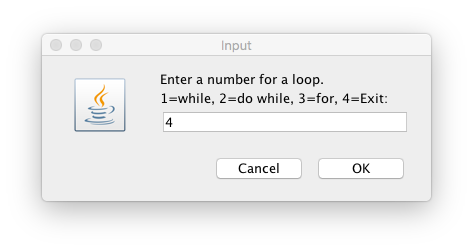 Input
Enter a number for a loop.
1=while, 2=do while, 3=for, 4=Exit:
4
Cancel OK